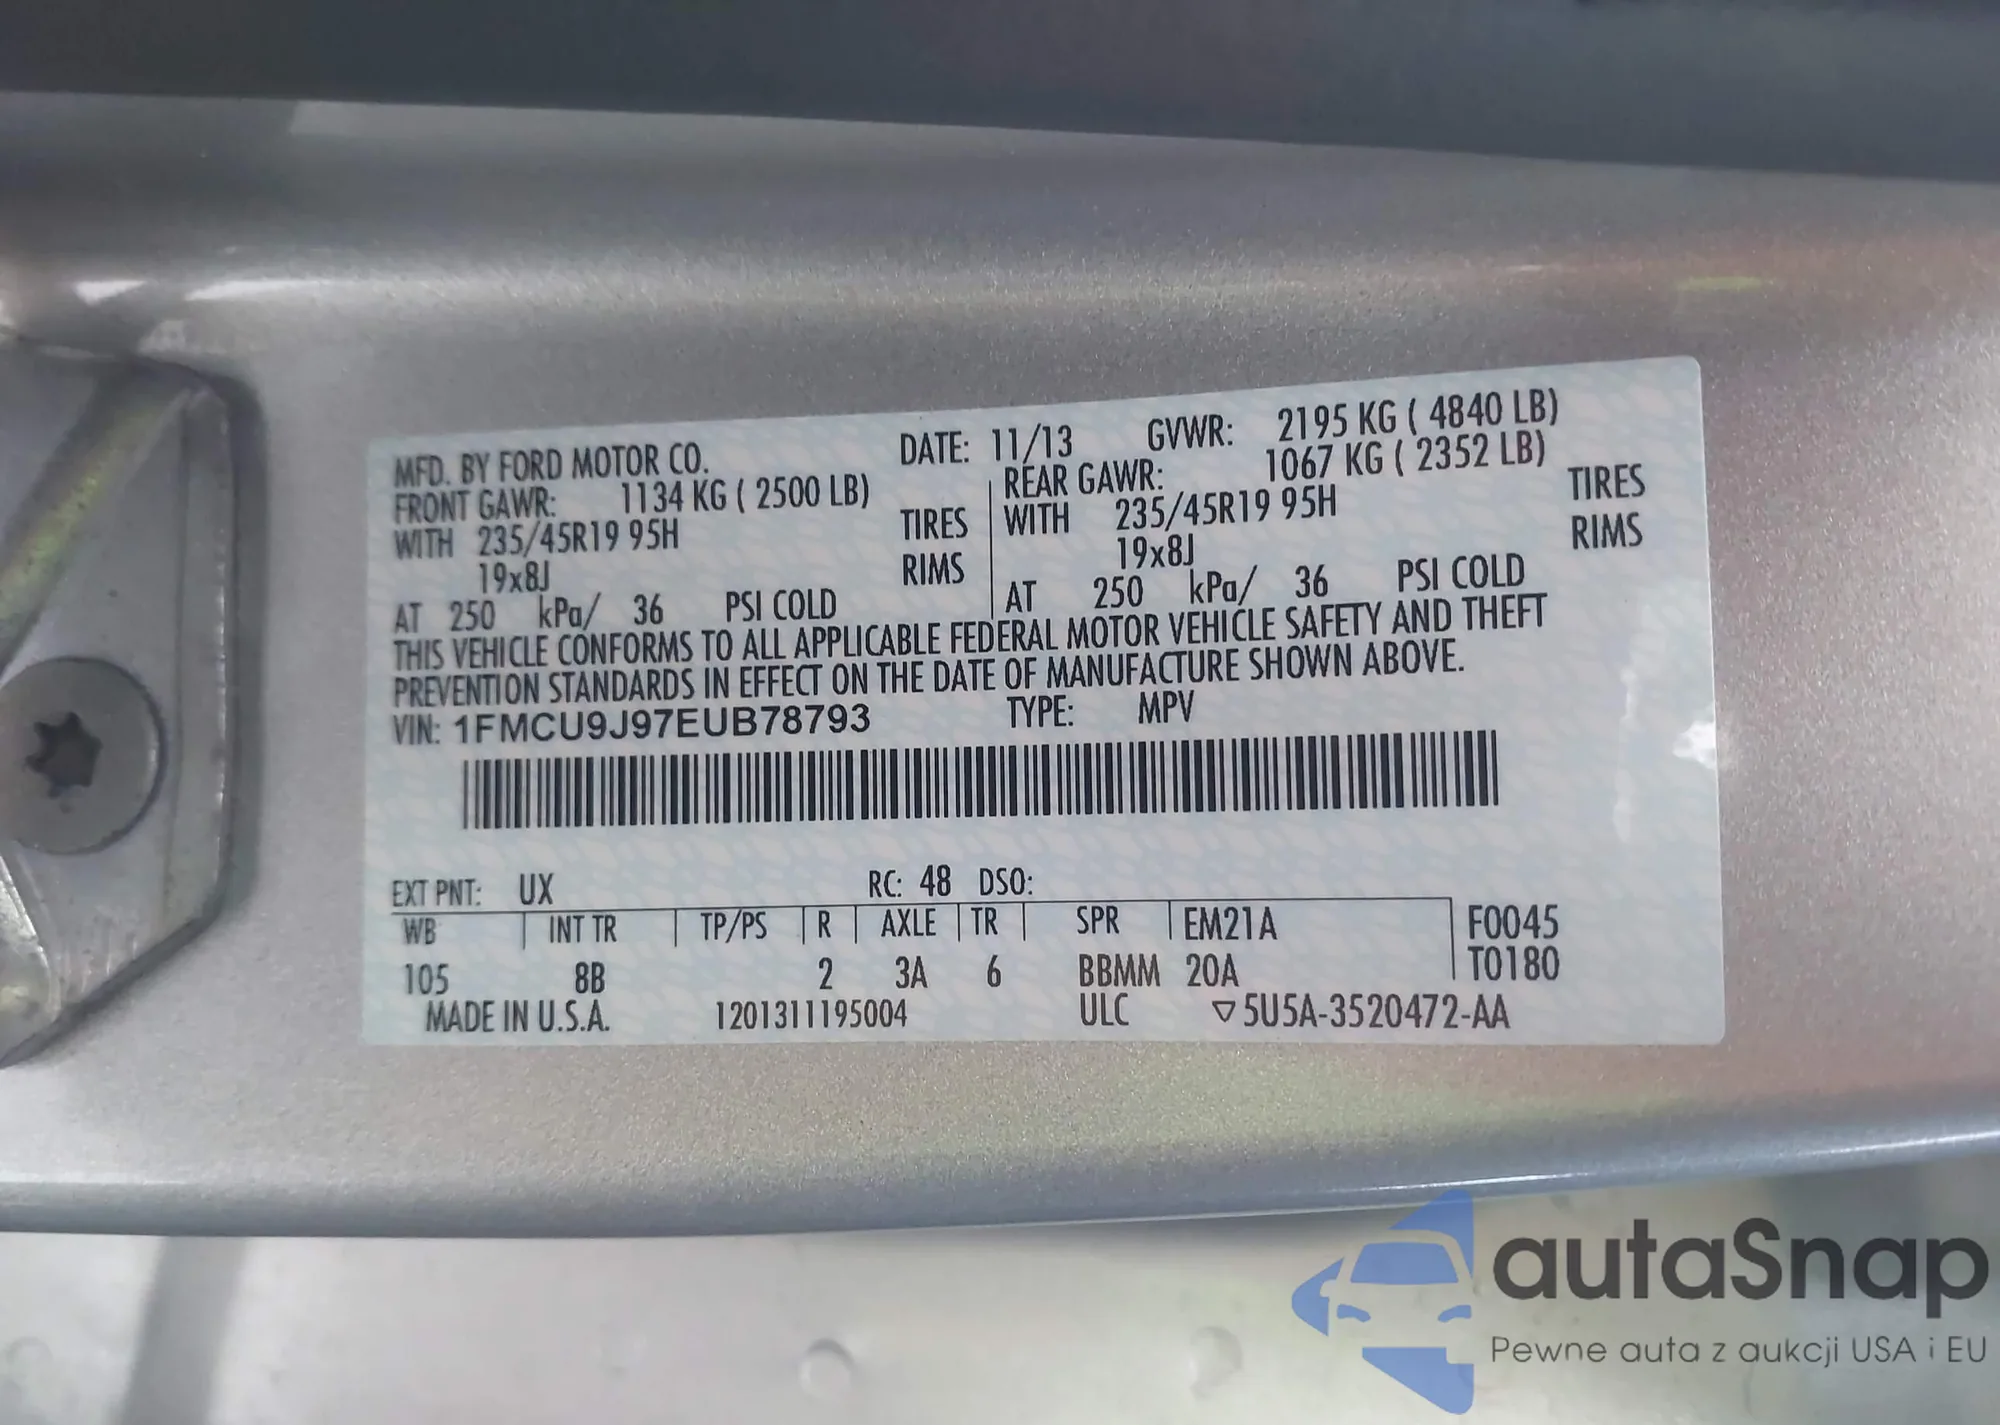 MFD. BY FORD MOTOR CO. DATE: 11/13 GVWR: 2195 KG ( 4840 LB)
FRONT GAWR: 1134 KG ( 2500 LB) REAR GAWR: 1067 KG ( 2352 LB)
WITH 235/45R19 95H TIRES WITH 235/45R19 95H TIRES
19x8J RIMS 19x8J RIMS
AT 250 kPa/ 36 PSI COLD AT 250 kPa/ 36 PSI COLD
THIS VEHICLE CONFORMS TO ALL APPLICABLE FEDERAL MOTOR VEHICLE SAFETY AND THEFT
PREVENTION STANDARDS IN EFFECT ON THE DATE OF MANUFACTURE SHOWN ABOVE.
VIN: 1FMCU9J97EUB78793 TYPE: MPV
EXT PNT: UX RC: 48 DSO:
WB INT TR TP/PS R AXLE TR SPR EM21A F0045
105 8B 2 3A 6 BBMM 20A T0180
MADE IN U.S.A. 1201311195004 ULC ▽5U5A-3520472-AA
autaSnap
Pewne auta z aukcji USA i EU